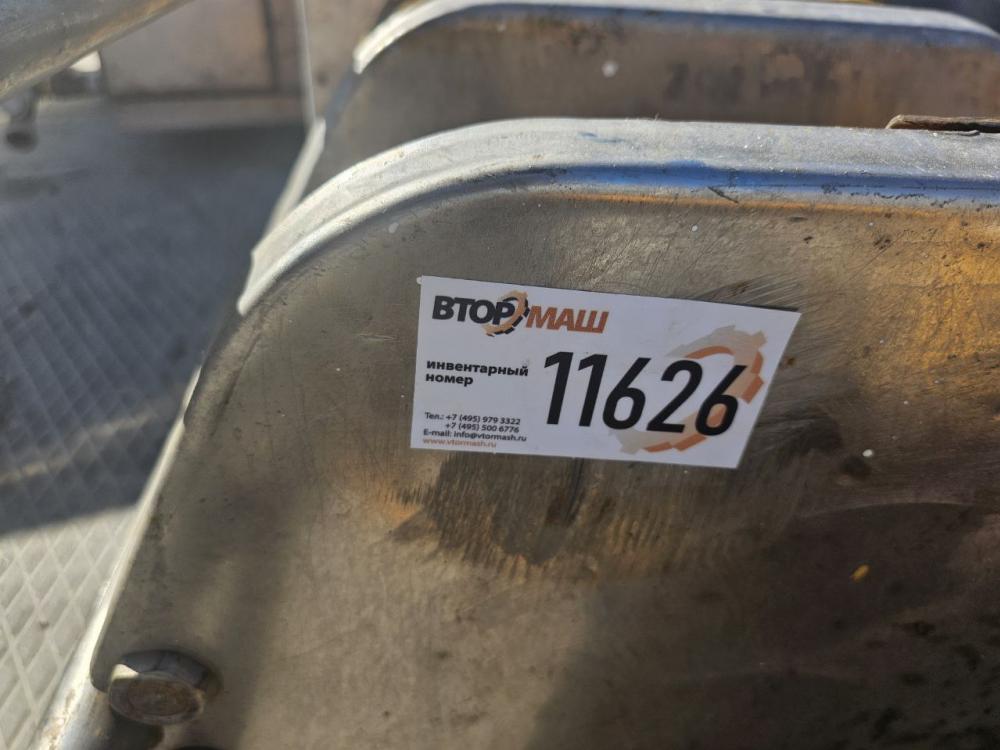 ВТОРМАШ
инвентарный
номер
11626
Тел.: +7 (495) 979 3322
+7 (495) 500 6776
E-mail: info@vtormash.ru
www.vtormash.ru